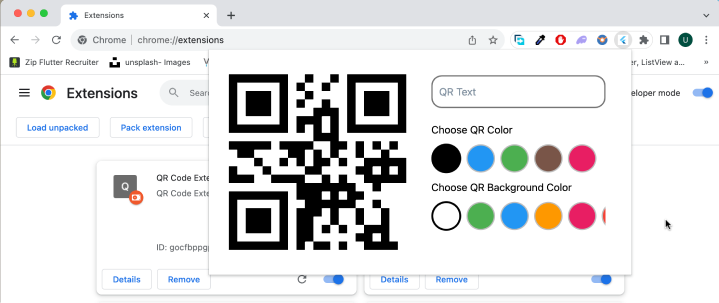 Extensions
Chrome | chrome://extensions
Zip Flutter Recruiter
unsplash- Images
er, ListView a...
U
Extensions
Sear
eloper mode
Load unpacked
Pack extension
Q
QR Code Exte
QR Code Exte
ID: gocfbppg
Details
Remove
Details
Remove
QR Text
Choose QR Color
Choose QR Background Color